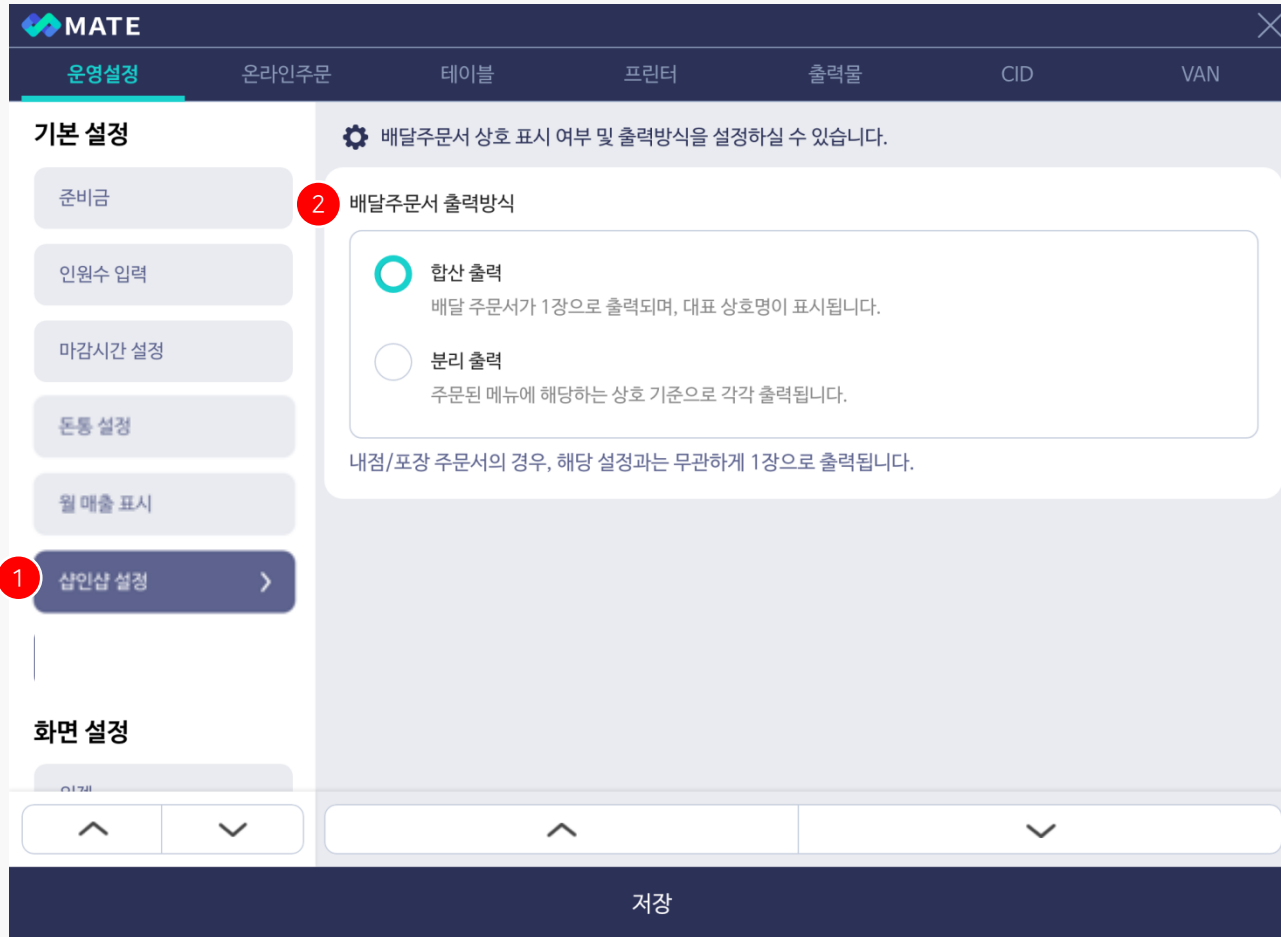 MATE
운영설정 온라인주문 테이블 프린터 출력물 CID VAN
기본 설정
준비금
인원수 입력
마감시간 설정
돈통 설정
월 매출 표시
1 샵인샵 설정
화면 설정
배달주문서 상호 표시 여부 및 출력방식을 설정하실 수 있습니다.
2 배달주문서 출력방식
합산 출력
배달 주문서가 1장으로 출력되며, 대표 상호명이 표시됩니다.
분리 출력
주문된 메뉴에 해당하는 상호 기준으로 각각 출력됩니다.
내점/포장 주문서의 경우, 해당 설정과는 무관하게 1장으로 출력됩니다.
저장